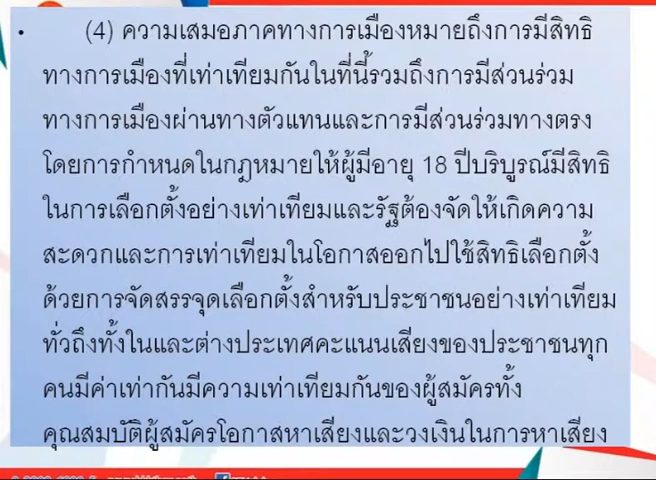 • (4) ความเสมอภาคทางการเมืองหมายถึงการมีสิทธิ
ทางการเมืองที่เท่าเทียมกันในที่นี้รวมถึงการมีส่วนร่วม
ทางการเมืองผ่านทางตัวแทนและการมีส่วนร่วมทางตรง
โดยการกำหนดในกฎหมายให้ผู้มีอายุ 18 ปีบริบูรณ์มีสิทธิ
ในการเลือกตั้งอย่างเท่าเทียมและรัฐต้องจัดให้เกิดความ
สะดวกและการเท่าเทียมในโอกาสออกไปใช้สิทธิเลือกตั้ง
ด้วยการจัดสรรจุดเลือกตั้งสำหรับประชาชนอย่างเท่าเทียม
ทั่วถึงทั้งในและต่างประเทศคะแนนเสียงของประชาชนทุก
คนมีค่าเท่ากันมีความเท่าเทียมกันของผู้สมัครทั้ง
คุณสมบัติผู้สมัครโอกาสหาเสียงและวงเงินในการหาเสียง